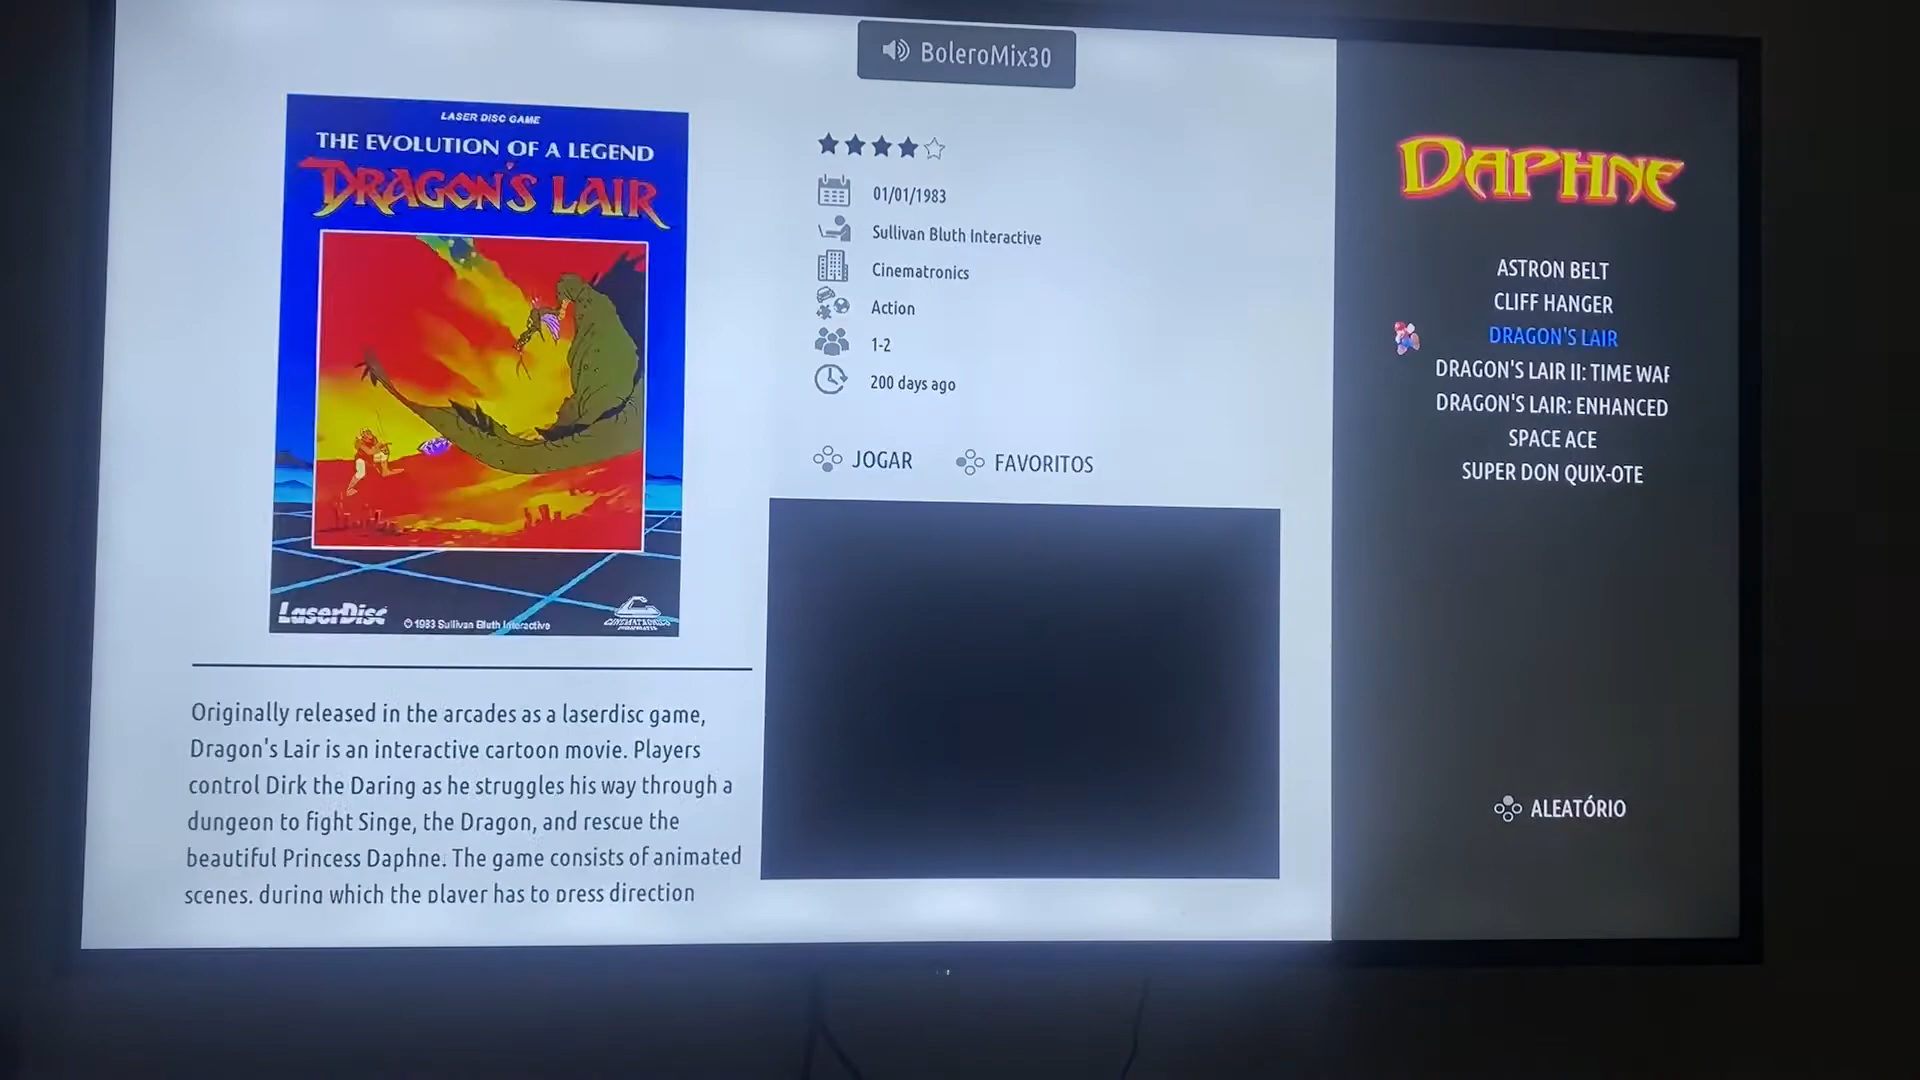 BoleroMix30
LASER DISC GAME
THE EVOLUTION OF A LEGEND
DRAGON'S LAIR
LaserDisc
© 1983 Sullivan Bluth Interactive
CINEMATRONICS
01/01/1983
Sullivan Bluth Interactive
Cinematronics
Action
1-2
200 days ago
JOGAR
FAVORITOS
Originally released in the arcades as a laserdisc game,
Dragon's Lair is an interactive cartoon movie. Players
control Dirk the Daring as he struggles his way through a
dungeon to fight Singe, the Dragon, and rescue the
beautiful Princess Daphne. The game consists of animated
scenes, during which the player has to press direction
DAPHNE
ASTRON BELT
CLIFF HANGER
DRAGON'S LAIR
DRAGON'S LAIR II: TIME WAR
DRAGON'S LAIR: ENHANCED
SPACE ACE
SUPER DON QUIX-OTE
ALEATÓRIO